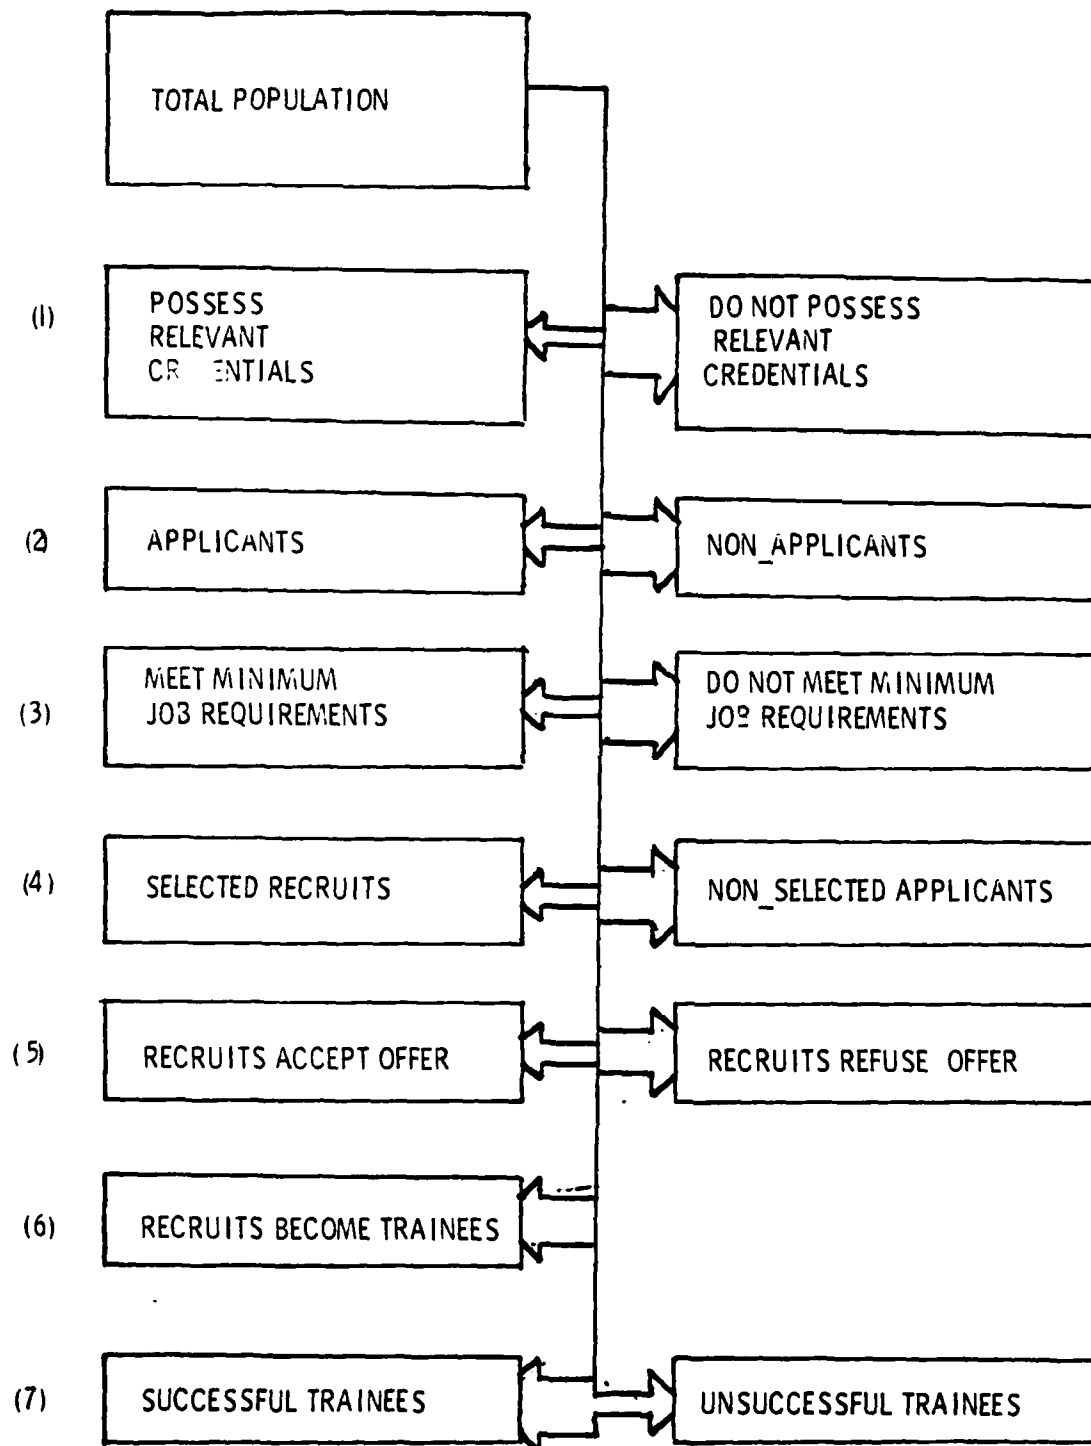 TOTAL POPULATION
(1)
POSSESS
RELEVANT
CR ENTIALS
DO NOT POSSESS
RELEVANT
CREDENTIALS
(2)
APPLICANTS
NON_APPLICANTS
(3)
MEET MINIMUM
JOB REQUIREMENTS
DO NOT MEET MINIMUM
JOB REQUIREMENTS
(4)
SELECTED RECRUITS
NON_SELECTED APPLICANTS
(5)
RECRUITS ACCEPT OFFER
RECRUITS REFUSE OFFER
(6)
RECRUITS BECOME TRAINEES
(7)
SUCCESSFUL TRAINEES
UNSUCCESSFUL TRAINEES